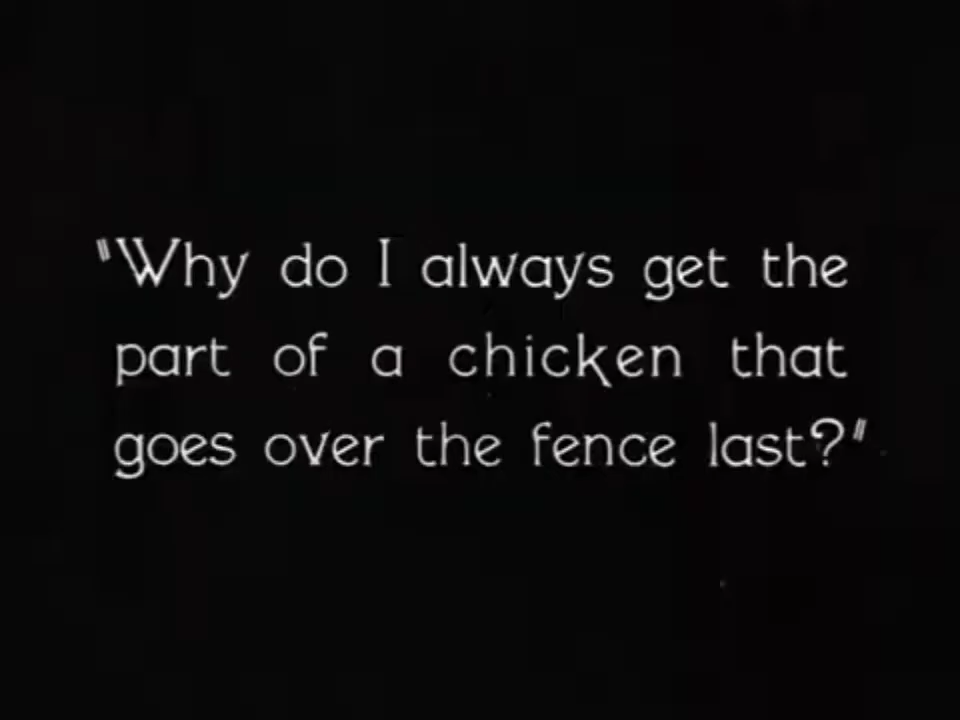 "Why do I always get the
part of a chicken that
goes over the fence last?"